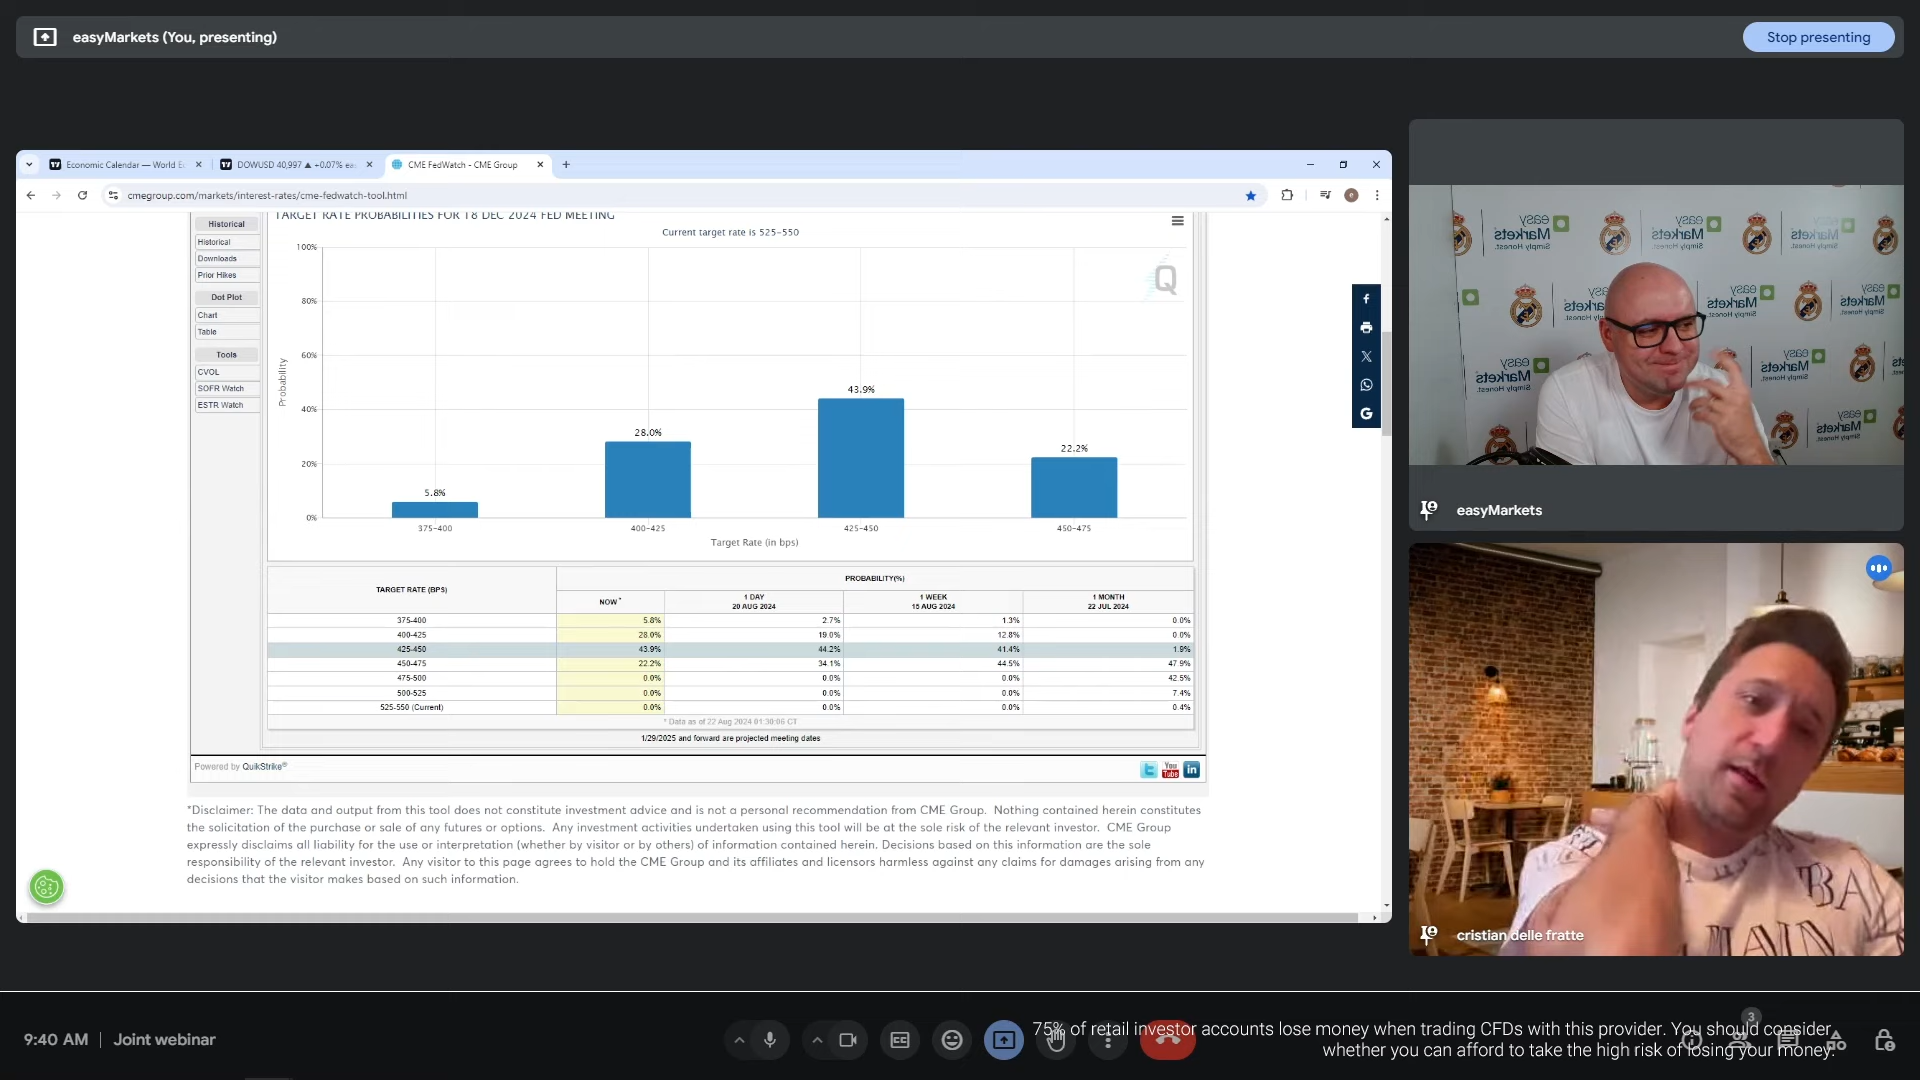 easyMarkets (You, presenting)
Stop presenting
Economic Calendar — World E
DOWUSD 40,997 ▲ +0.07% ea
CME FedWatch - CME Group
cmegroup.com/markets/interest-rates/cme-fedwatch-tool.html
TARGET RATE PROBABILITIES FOR 18 DEC 2024 FED MEETING
Current target rate is 525-550
Historical
Historical
Downloads
Prior Hikes
Dot Plot
Chart
Table
Tools
CVOL
SOFR Watch
ESTR Watch
Probability
100%
80%
60%
40%
20%
0%
5.8%
28.0%
43.9%
22.2%
375-400
400-425
425-450
450-475
Target Rate (in bps)
TARGET RATE (BPS)
PROBABILITY(%)
NOW *
1 DAY
20 AUG 2024
1 WEEK
15 AUG 2024
1 MONTH
22 JUL 2024
375-400 5.8% 2.7% 1.3% 0.0%
400-425 28.0% 19.0% 12.8% 0.0%
425-450 43.9% 44.2% 41.4% 1.9%
450-475 22.2% 34.1% 44.5% 47.9%
475-500 0.0% 0.0% 0.0% 42.5%
500-525 0.0% 0.0% 0.0% 7.4%
525-550 (Current) 0.0% 0.0% 0.0% 0.4%
* Data as of 22 Aug 2024 01:30:06 CT
1/29/2025 and forward are projected meeting dates
Powered by QuikStrike®
You
Tube
in
*Disclaimer: The data and output from this tool does not constitute investment advice and is not a personal recommendation from CME Group. Nothing contained herein constitutes
the solicitation of the purchase or sale of any futures or options. Any investment activities undertaken using this tool will be at the sole risk of the relevant investor. CME Group
expressly disclaims all liability for the use or interpretation (whether by visitor or by others) of information contained herein. Decisions based on this information are the sole
responsibility of the relevant investor. Any visitor to this page agrees to hold the CME Group and its affiliates and licensors harmless against any claims for damages arising from any
decisions that the visitor makes based on such information.
easy
Markets
Simply Honest.
easyMarkets
cristian delle fratte
9:40 AM | Joint webinar
3
75% of retail investor accounts lose money when trading CFDs with this provider. You should consider
whether you can afford to take the high risk of losing your money.